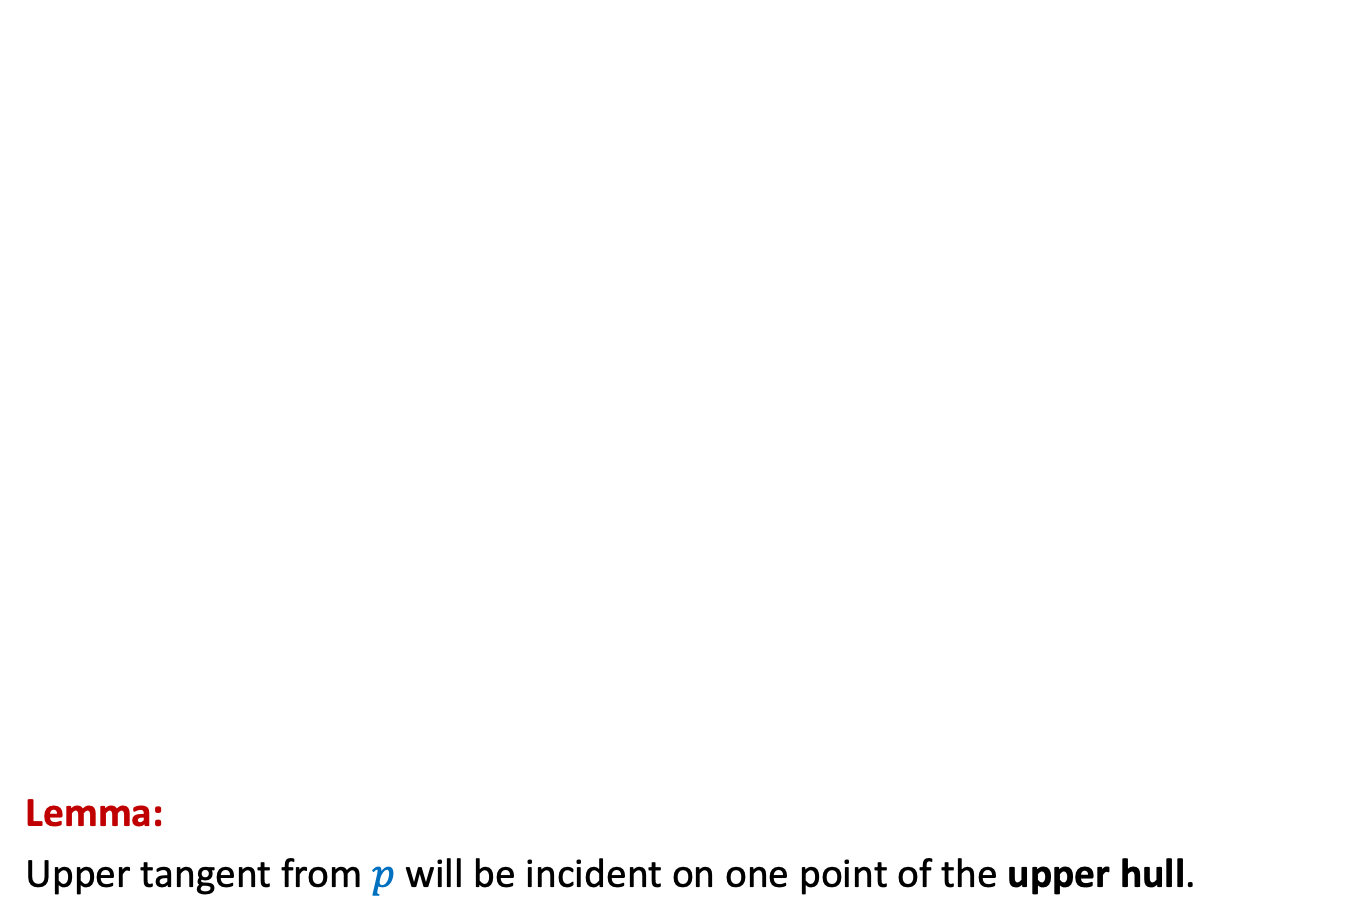 Lemma:
Upper tangent from p will be incident on one point of the upper hull.